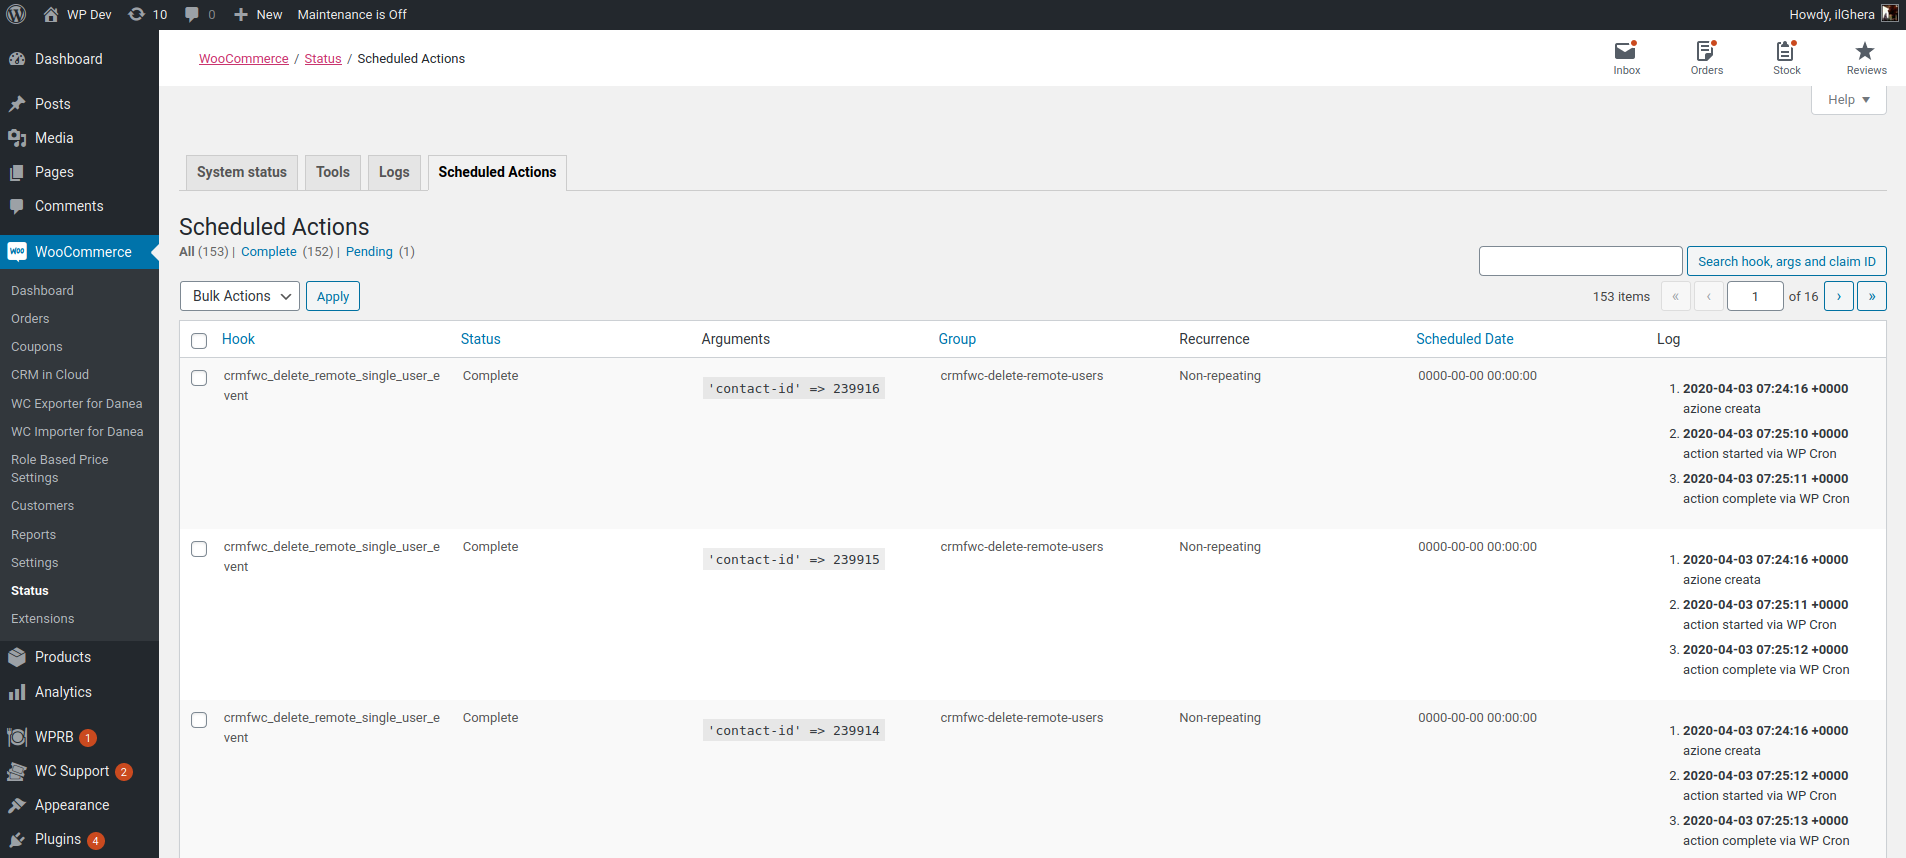 WP Dev 10 0 New Maintenance is Off Howdy, ilGhera
Dashboard
Posts
Media
Pages
Comments
WooCommerce
Dashboard
Orders
Coupons
CRM in Cloud
WC Exporter for Danea
WC Importer for Danea
Role Based Price
Settings
Customers
Reports
Settings
Status
Extensions
Products
Analytics
WPRB 1
WC Support 2
Appearance
Plugins 4
WooCommerce / Status / Scheduled Actions
Inbox Orders Stock Reviews
Help
System status Tools Logs Scheduled Actions
Scheduled Actions
All (153) | Complete (152) | Pending (1)
Search hook, args and claim ID
Bulk Actions Apply 153 items « ‹ 1 of 16 › »
Hook Status Arguments Group Recurrence Scheduled Date Log
crmfwc_delete_remote_single_user_e
vent
Complete
'contact-id' => 239916
crmfwc-delete-remote-users
Non-repeating
0000-00-00 00:00:00
1. 2020-04-03 07:24:16 +0000
azione creata
2. 2020-04-03 07:25:10 +0000
action started via WP Cron
3. 2020-04-03 07:25:11 +0000
action complete via WP Cron
crmfwc_delete_remote_single_user_e
vent
Complete
'contact-id' => 239915
crmfwc-delete-remote-users
Non-repeating
0000-00-00 00:00:00
1. 2020-04-03 07:24:16 +0000
azione creata
2. 2020-04-03 07:25:11 +0000
action started via WP Cron
3. 2020-04-03 07:25:12 +0000
action complete via WP Cron
crmfwc_delete_remote_single_user_e
vent
Complete
'contact-id' => 239914
crmfwc-delete-remote-users
Non-repeating
0000-00-00 00:00:00
1. 2020-04-03 07:24:16 +0000
azione creata
2. 2020-04-03 07:25:12 +0000
action started via WP Cron
3. 2020-04-03 07:25:13 +0000
action complete via WP Cron